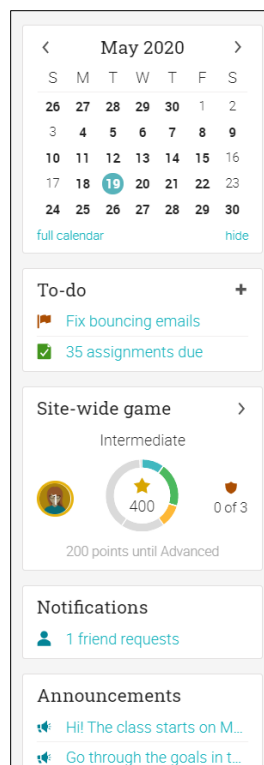 May 2020
S M T W T F S
26 27 28 29 30 1 2
3 4 5 6 7 8 9
10 11 12 13 14 15 16
17 18 19 20 21 22 23
24 25 26 27 28 29 30
full calendar hide
To-do
Fix bouncing emails
35 assignments due
Site-wide game
Intermediate
400
0 of 3
200 points until Advanced
Notifications
1 friend requests
Announcements
Hi! The class starts on M...
Go through the goals in t...